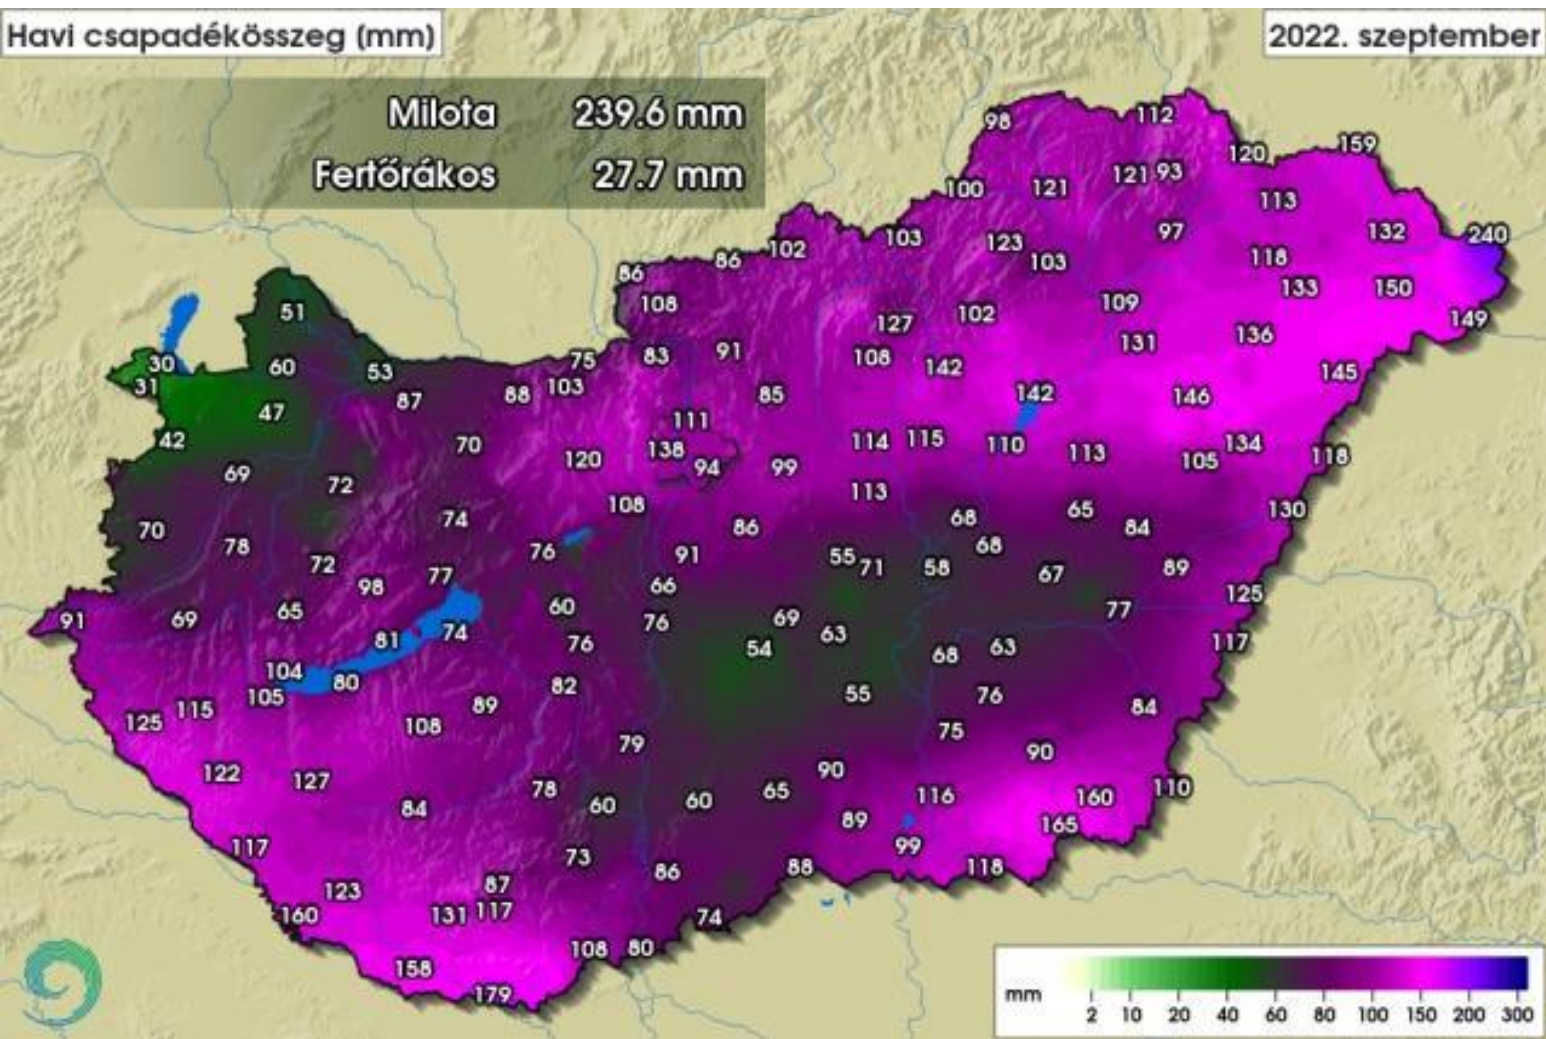 Havi csapadékösszeg (mm)
2022. szeptember
Milota 239.6 mm
Fertőrákos 27.7 mm
98 112
120 159
100 121 121 93
113
102 103 123 97 132 240
86 86 103 118
108 133 150
51 127 102 109 149
30 60 53 75 83 91 108 142 131 136
31 87 88 103 85 142 146 145
47 111
42 70 120 138 94 99 114 115 110 113 105 134 118
69 72 113
70 74 108 86 68 65 84 130
78 72 76 91 55 71 58 68 67 89
98 77 66 125
91 69 65 60 76 69 77
81 74 76 54 63 68 63 117
104 80 82
105 89 55 76 84
125 115 108 79 75
122 127 78 90 90 110
84 60 60 65 116 160
117 73 89 165
123 87 86 88 99 118
160 131 117 74
158 108 80
179
mm
2 10 20 40 60 80 100 150 200 300